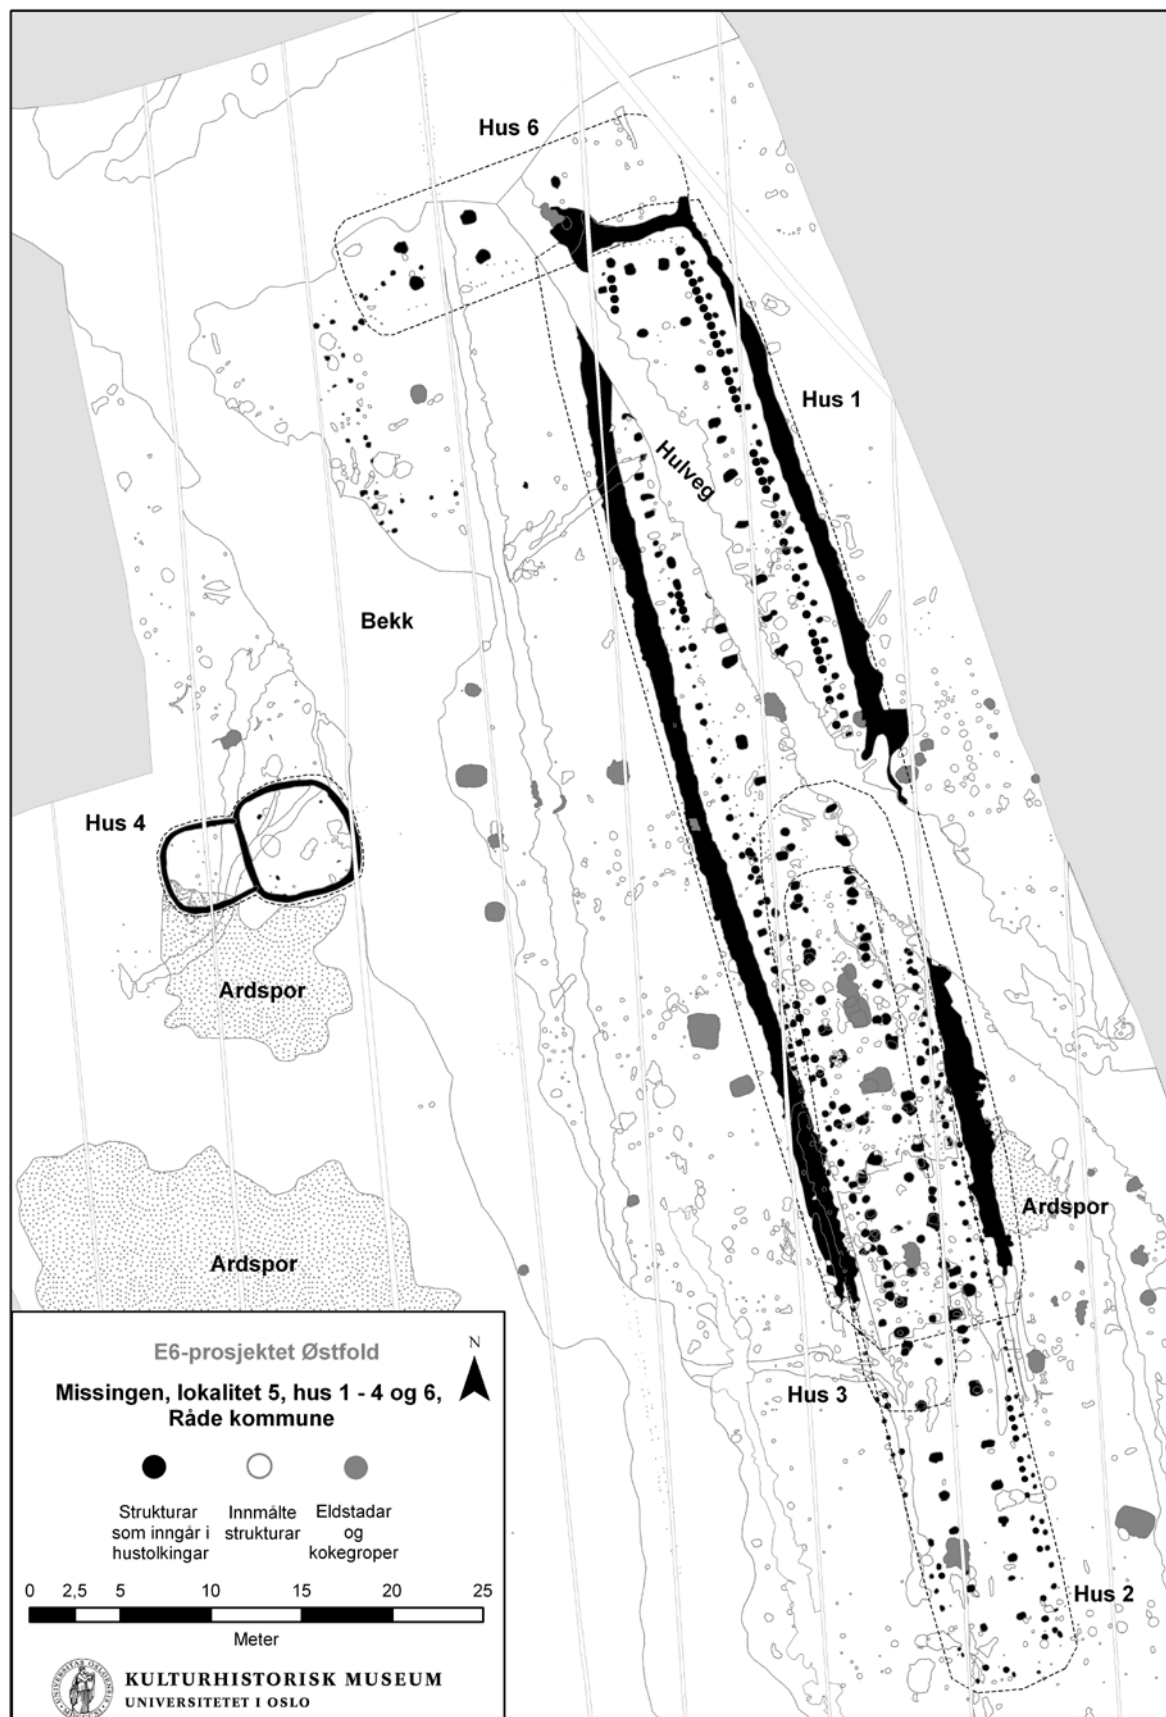 Hus 6
Hus 1
Hulveg
Bekk
Hus 4
Ardspor
Ardspor
Ardspor
Hus 3
Hus 2
E6-prosjektet Østfold
N
Missingen, lokalitet 5, hus 1 - 4 og 6,
Råde kommune
Strukturar
som inngår i
hustolkingar
Innmålte
strukturar
Eldstadar
og
kokegroper
0 2,5 5 10 15 20 25
Meter
KULTURHISTORISK MUSEUM
UNIVERSITETET I OSLO